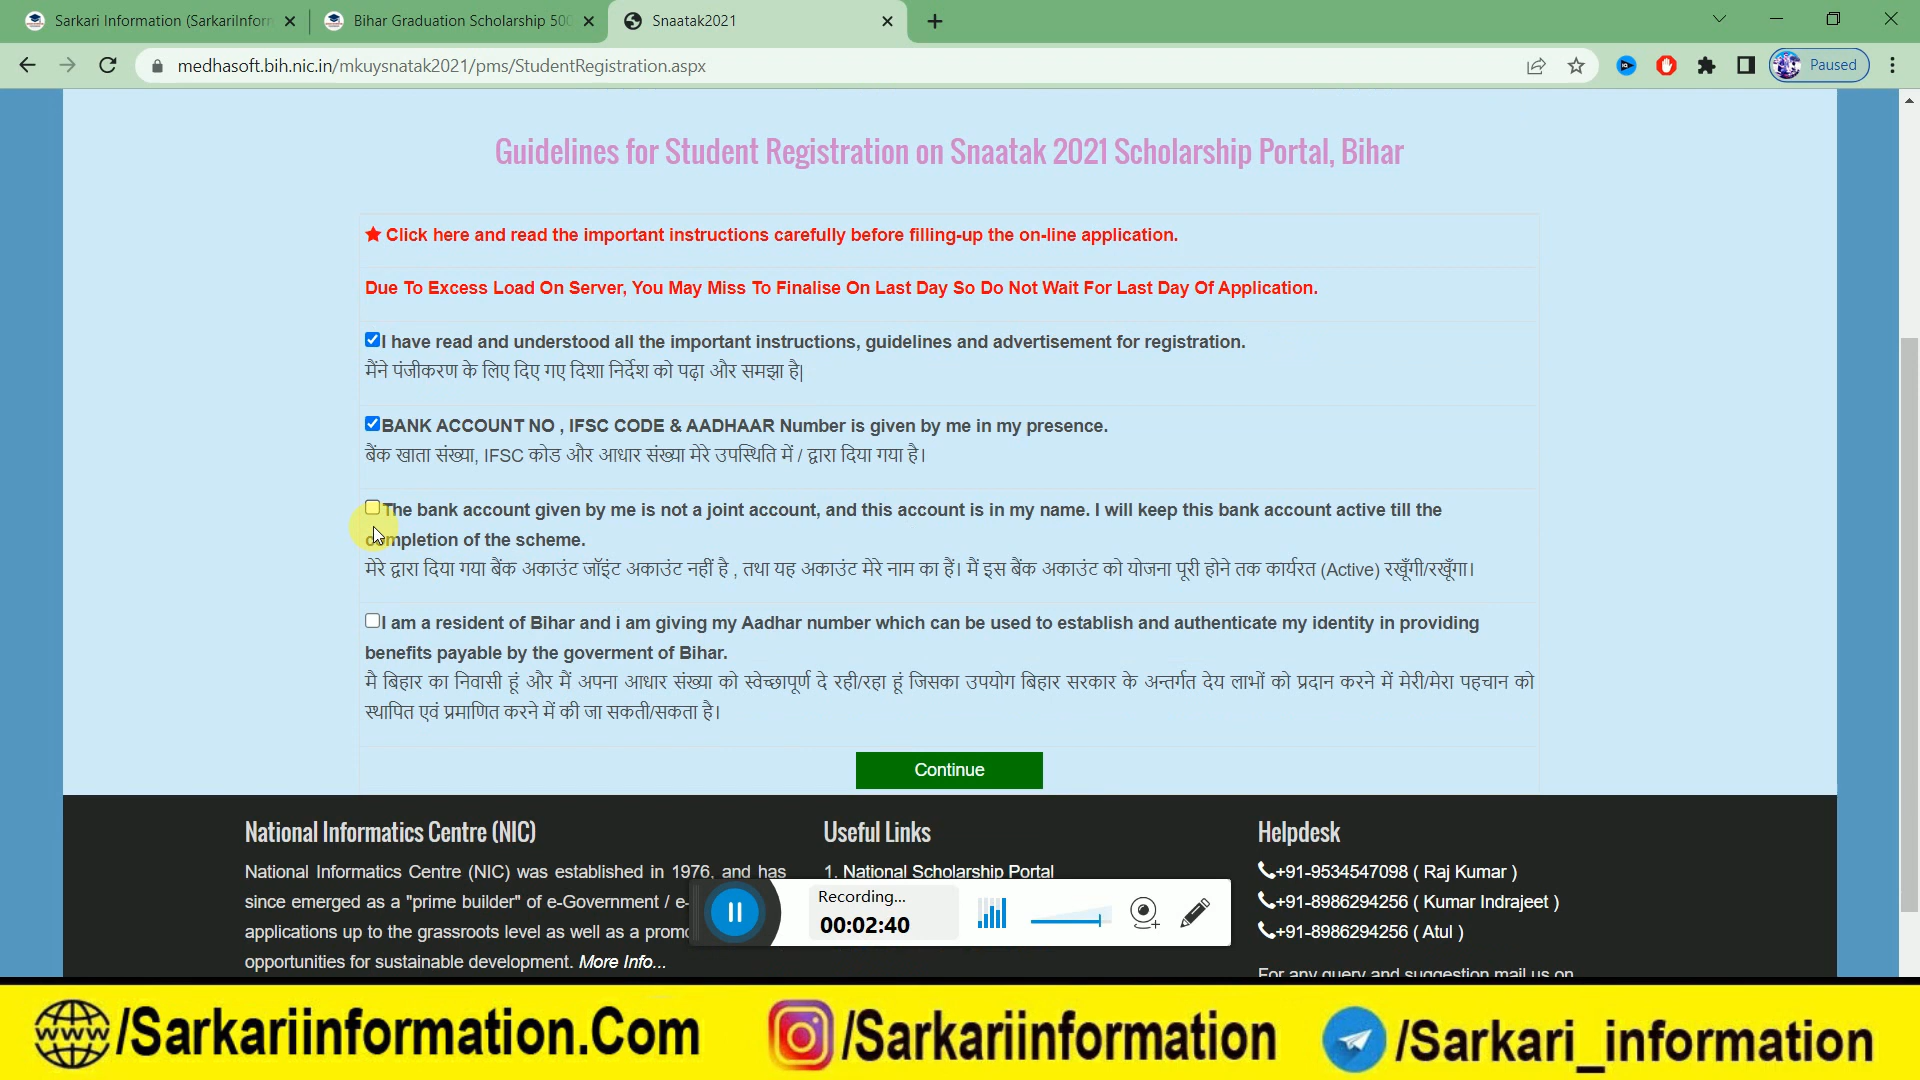 Sarkari Information (SarkariInforn
Bihar Graduation Scholarship 500
Snaatak2021
medhasoft.bih.nic.in/mkuysnatak2021/pms/StudentRegistration.aspx
Paused
Guidelines for Student Registration on Snaatak 2021 Scholarship Portal, Bihar
Click here and read the important instructions carefully before filling-up the on-line application.
Due To Excess Load On Server, You May Miss To Finalise On Last Day So Do Not Wait For Last Day Of Application.
I have read and understood all the important instructions, guidelines and advertisement for registration.
मैंने पंजीकरण के लिए दिए गए दिशा निर्देश को पढ़ा और समझा है|
BANK ACCOUNT NO , IFSC CODE & AADHAAR Number is given by me in my presence.
बैंक खाता संख्या, IFSC कोड और आधार संख्या मेरे उपस्थिति में / द्वारा दिया गया है।
The bank account given by me is not a joint account, and this account is in my name. I will keep this bank account active till the
completion of the scheme.
मेरे द्वारा दिया गया बैंक अकाउंट जॉइंट अकाउंट नहीं है , तथा यह अकाउंट मेरे नाम का हैं। मैं इस बैंक अकाउंट को योजना पूरी होने तक कार्यरत (Active) रखूँगी/रखूँगा।
I am a resident of Bihar and i am giving my Aadhar number which can be used to establish and authenticate my identity in providing
benefits payable by the goverment of Bihar.
मै बिहार का निवासी हूं और मैं अपना आधार संख्या को स्वेच्छापूर्ण दे रही/रहा हूं जिसका उपयोग बिहार सरकार के अन्तर्गत देय लाभों को प्रदान करने में मेरी/मेरा पहचान को
स्थापित एवं प्रमाणित करने में की जा सकती/सकता है।
Continue
National Informatics Centre (NIC)
National Informatics Centre (NIC) was established in 1976, and has
since emerged as a "prime builder" of e-Government / e-
applications up to the grassroots level as well as a promo
opportunities for sustainable development. More Info...
Useful Links
1. National Scholarship Portal
Helpdesk
+91-9534547098 ( Raj Kumar )
+91-8986294256 ( Kumar Indrajeet )
+91-8986294256 ( Atul )
For any query and suggestion mail us on
Recording...
00:02:40
www /Sarkariinformation.Com
/Sarkariinformation
/Sarkari_information